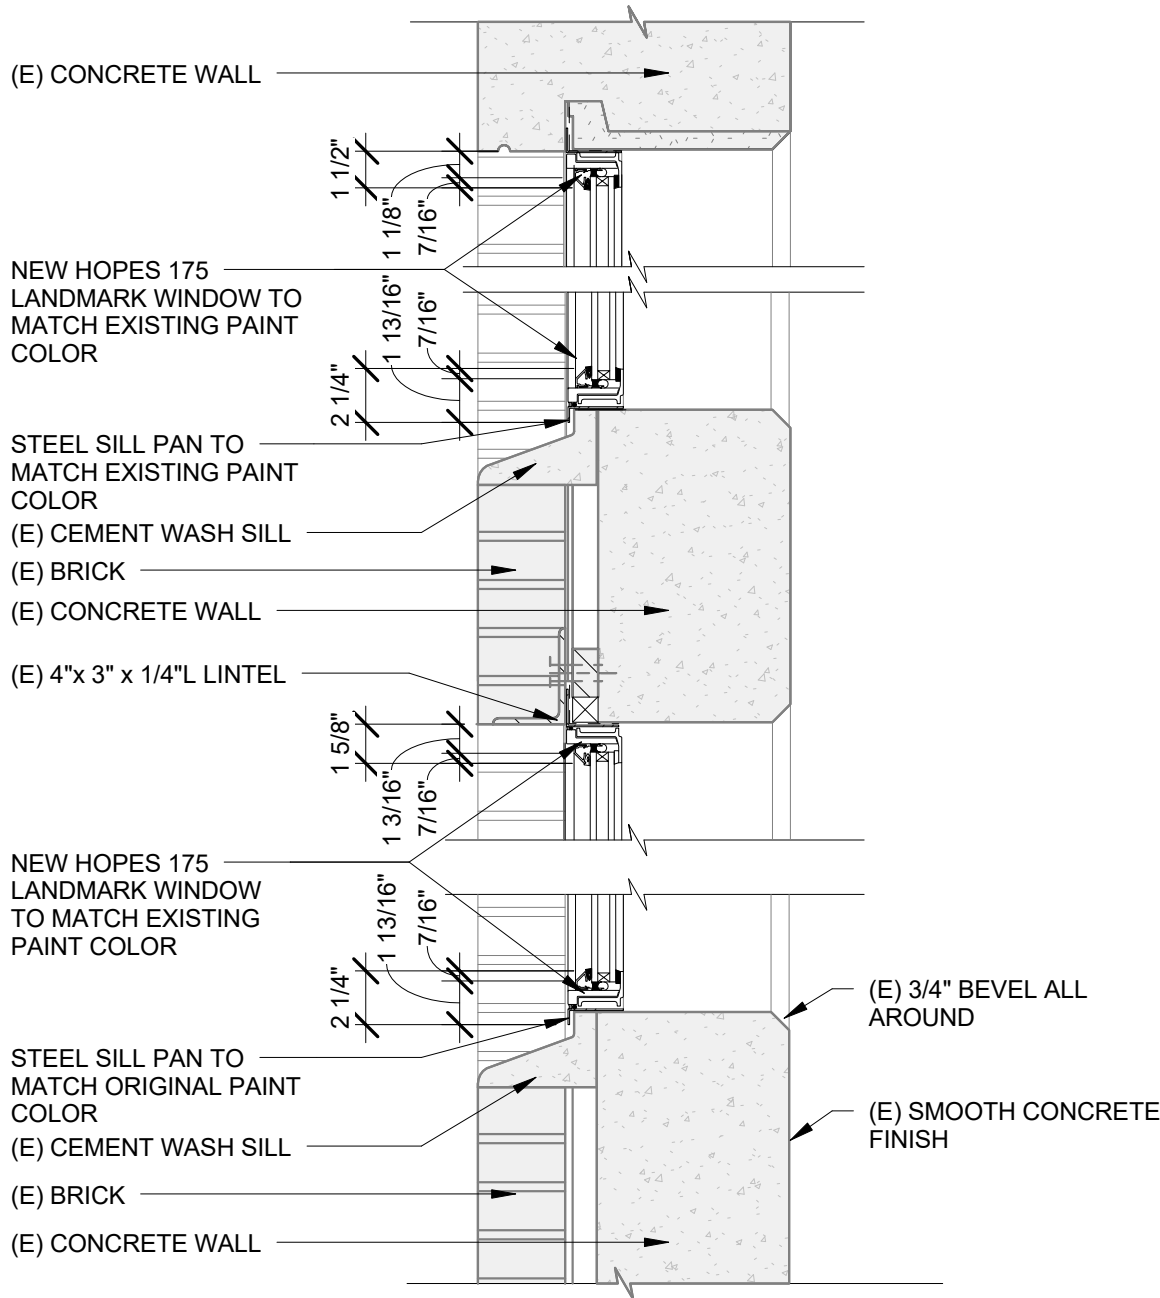 (E) CONCRETE WALL
1 1/2"
1 1/8"
7/16"
NEW HOPES 175
LANDMARK WINDOW TO
MATCH EXISTING PAINT
COLOR
1 13/16"
7/16"
2 1/4"
STEEL SILL PAN TO
MATCH EXISTING PAINT
COLOR
(E) CEMENT WASH SILL
(E) BRICK
(E) CONCRETE WALL
(E) 4"x 3" x 1/4"L LINTEL
1 5/8"
1 3/16"
7/16"
NEW HOPES 175
LANDMARK WINDOW
TO MATCH EXISTING
PAINT COLOR
1 13/16"
7/16"
2 1/4"
(E) 3/4" BEVEL ALL
AROUND
STEEL SILL PAN TO
MATCH ORIGINAL PAINT
COLOR
(E) SMOOTH CONCRETE
FINISH
(E) CEMENT WASH SILL
(E) BRICK
(E) CONCRETE WALL